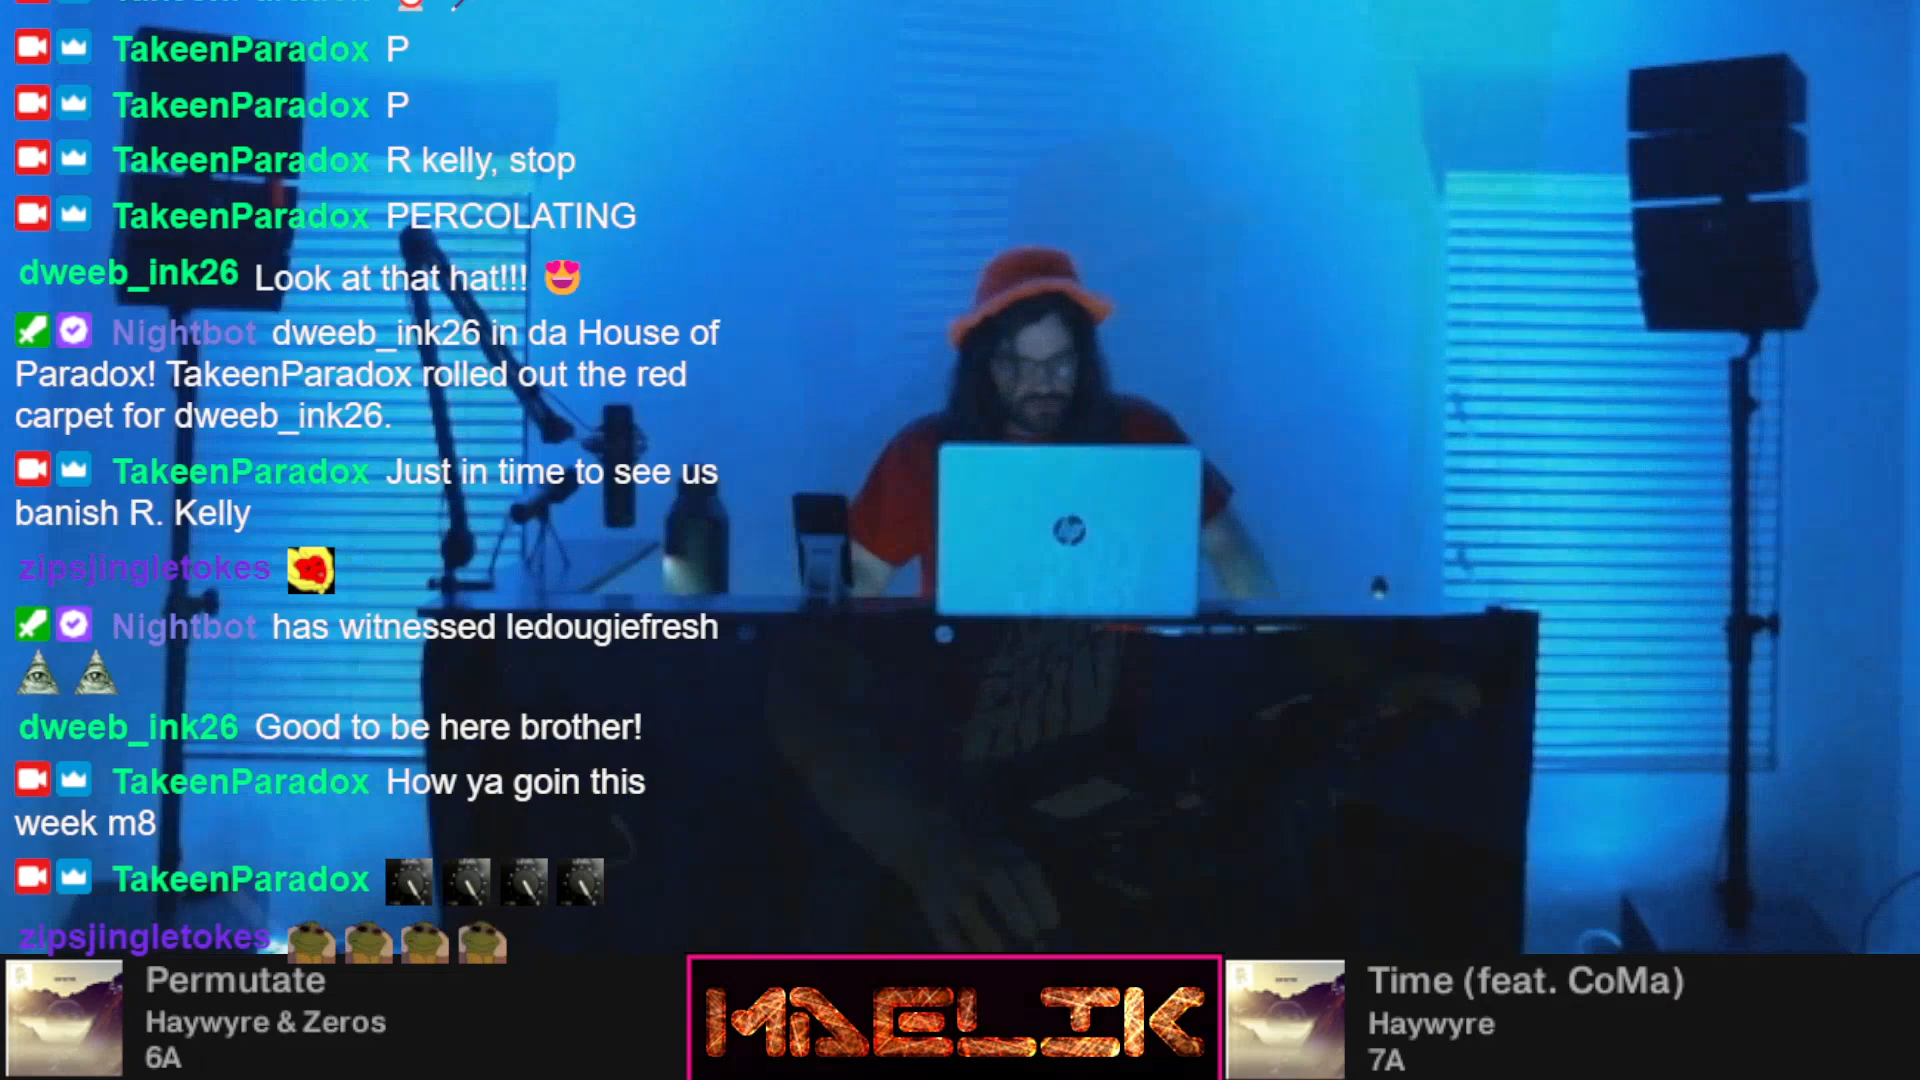 TakeenParadox P
TakeenParadox P
TakeenParadox R kelly, stop
TakeenParadox PERCOLATING
dweeb_ink26 Look at that hat!!!
Nightbot dweeb_ink26 in da House of
Paradox! TakeenParadox rolled out the red
carpet for dweeb_ink26.
TakeenParadox Just in time to see us
banish R. Kelly
zipsjingletokes
Nightbot has witnessed ledougiefresh
dweeb_ink26 Good to be here brother!
TakeenParadox How ya goin this
week m8
TakeenParadox
zipsjingletokes
hp
Permutate
Haywyre & Zeros
6A
MAELIK
Time (feat. CoMa)
Haywyre
7A